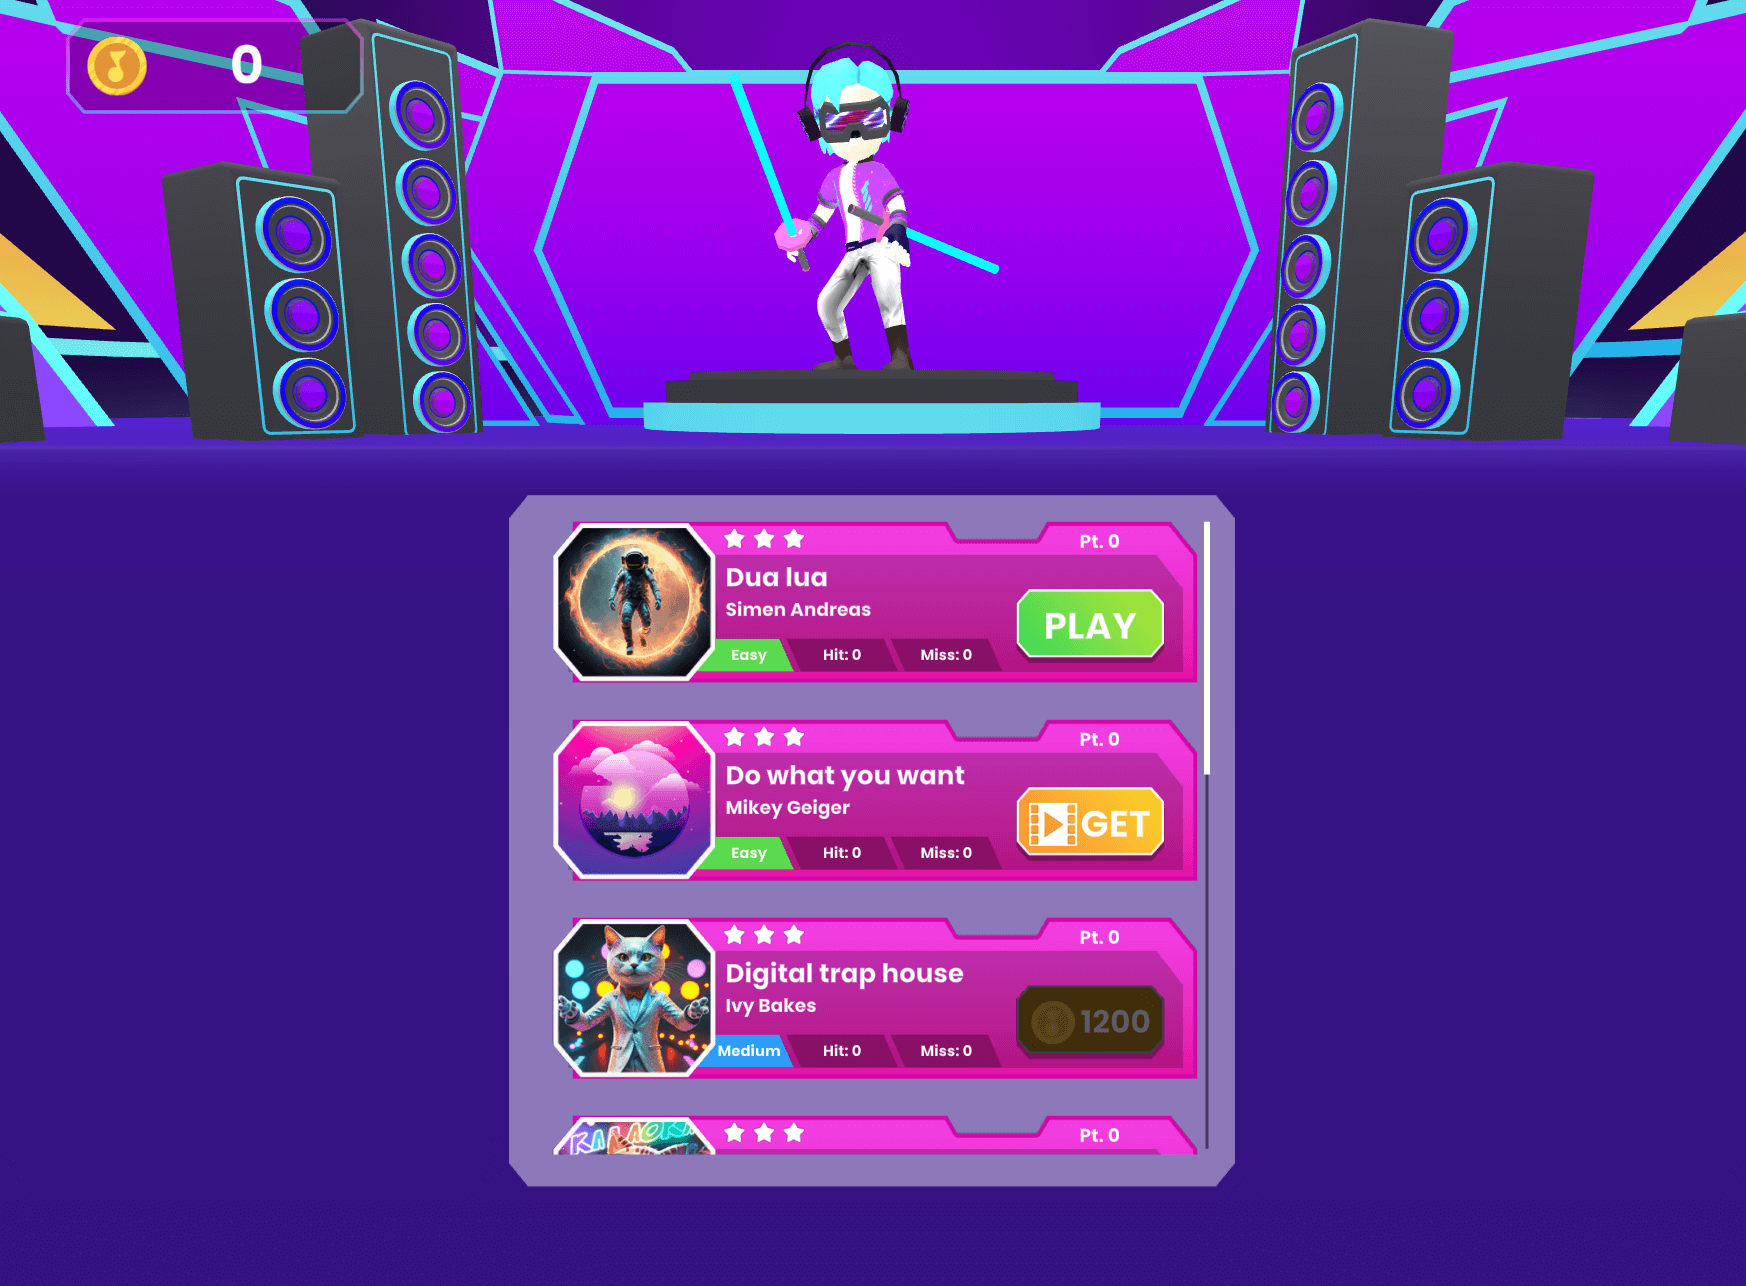 0
Pt. 0
Dua lua
Simen Andreas
PLAY
Easy
Hit: 0
Miss: 0
Pt. 0
Do what you want
Mikey Geiger
GET
Easy
Hit: 0
Miss: 0
Pt. 0
Digital trap house
Ivy Bakes
1200
Medium
Hit: 0
Miss: 0
Pt. 0